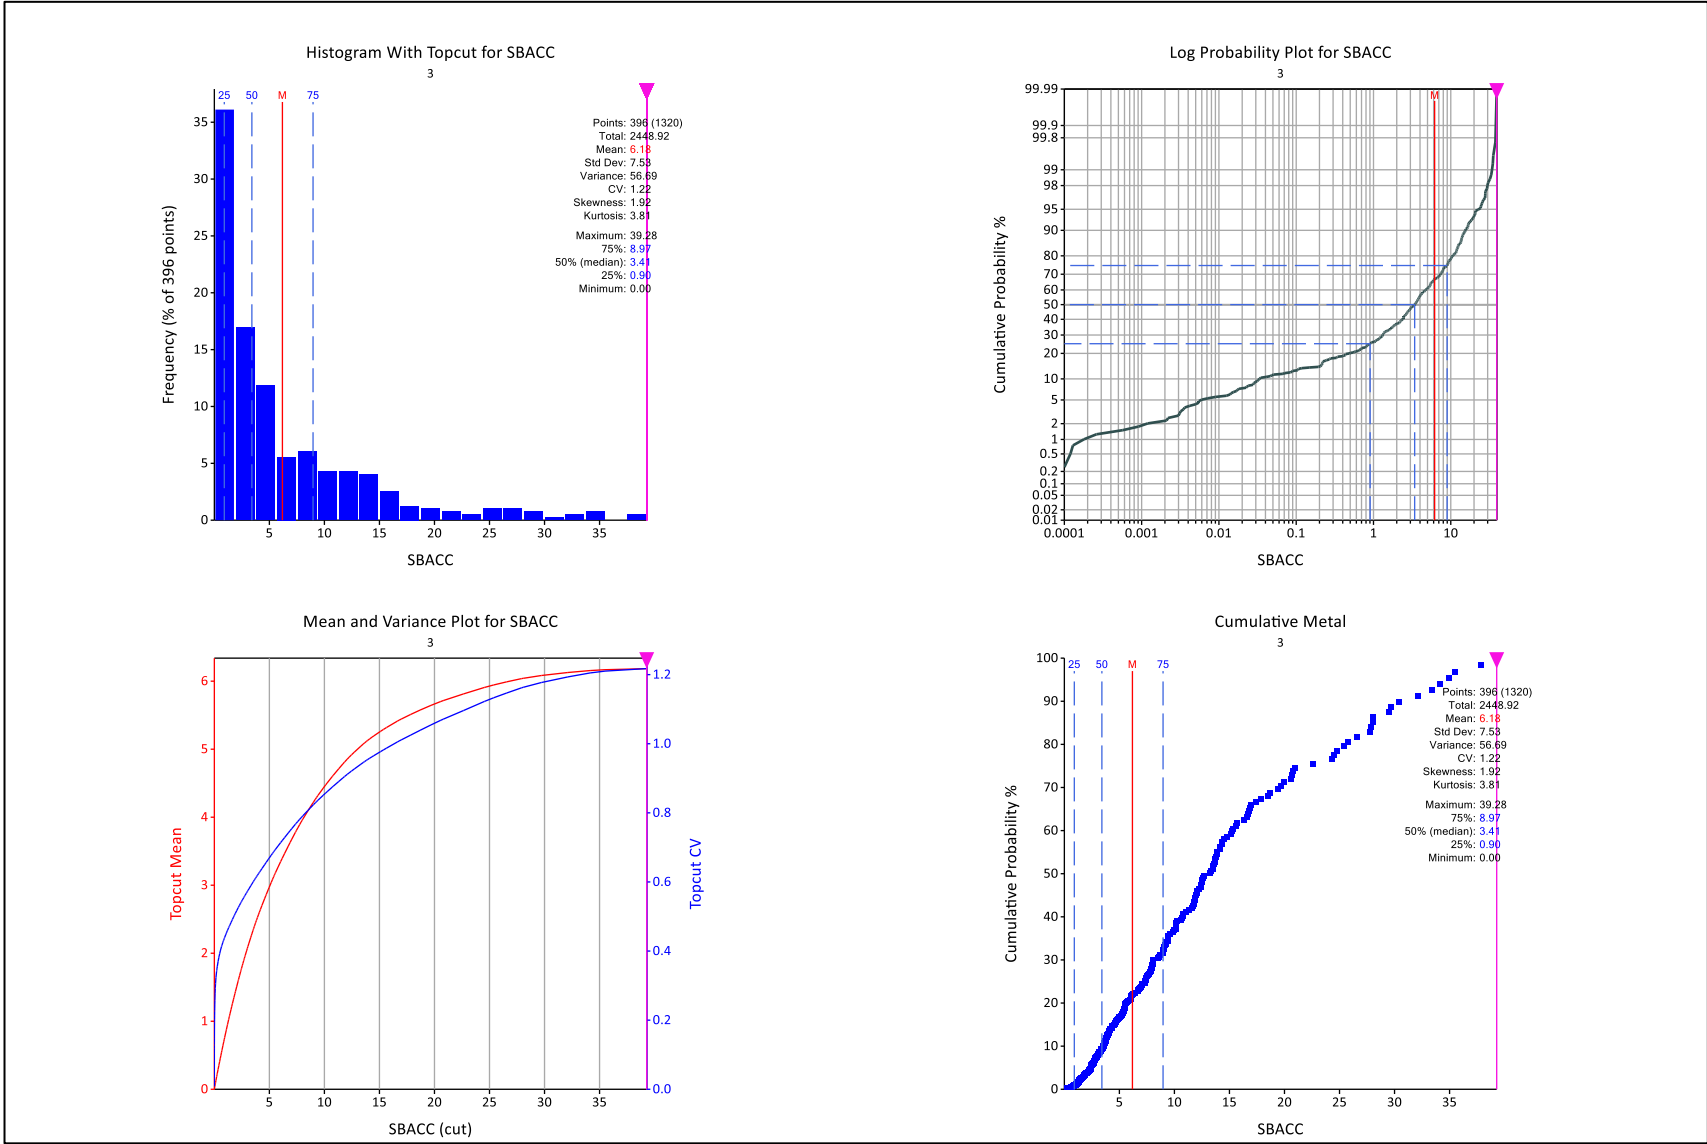 Histogram With Topcut for SBACC
3
25 50 M 75
Points: 396 (1320)
Total: 2448.92
Mean: 6.18
Std Dev: 7.53
Variance: 56.69
CV: 1.22
Skewness: 1.92
Kurtosis: 3.81
Maximum: 39.28
75%: 8.97
50% (median): 3.41
25%: 0.90
Minimum: 0.00
Frequency (% of 396 points)
35
30
25
20
15
10
5
0
5 10 15 20 25 30 35
SBACC
Log Probability Plot for SBACC
3
M
Cumulative Probability %
99.99
99.9
99.8
99
98
95
90
80
70
60
50
40
30
20
10
5
2
1
0.5
0.2
0.1
0.05
0.02
0.01
0.0001 0.001 0.01 0.1 1 10
SBACC
Mean and Variance Plot for SBACC
3
Topcut Mean
6
5
4
3
2
1
0
1.2
1.0
0.8
0.6
0.4
0.2
0.0
Topcut CV
5 10 15 20 25 30 35
SBACC (cut)
Cumulative Metal
3
25 50 M 75
Points: 396 (1320)
Total: 2448.92
Mean: 6.18
Std Dev: 7.53
Variance: 56.69
CV: 1.22
Skewness: 1.92
Kurtosis: 3.81
Maximum: 39.28
75%: 8.97
50% (median): 3.41
25%: 0.90
Minimum: 0.00
Cumulative Probability %
100
90
80
70
60
50
40
30
20
10
0
5 10 15 20 25 30 35
SBACC